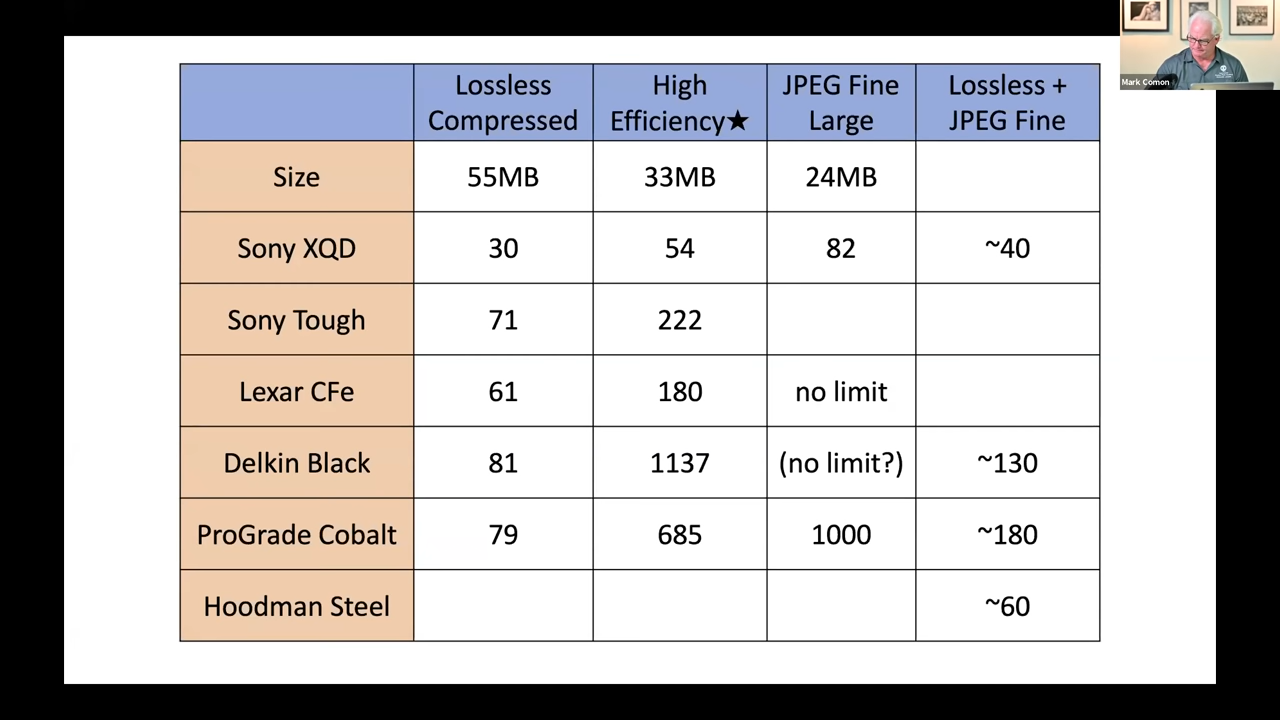 Mark Comon
Lossless Compressed High Efficiency★ JPEG Fine Large Lossless + JPEG Fine
Size 55MB 33MB 24MB
Sony XQD 30 54 82 ~40
Sony Tough 71 222
Lexar CFe 61 180 no limit
Delkin Black 81 1137 (no limit?) ~130
ProGrade Cobalt 79 685 1000 ~180
Hoodman Steel ~60